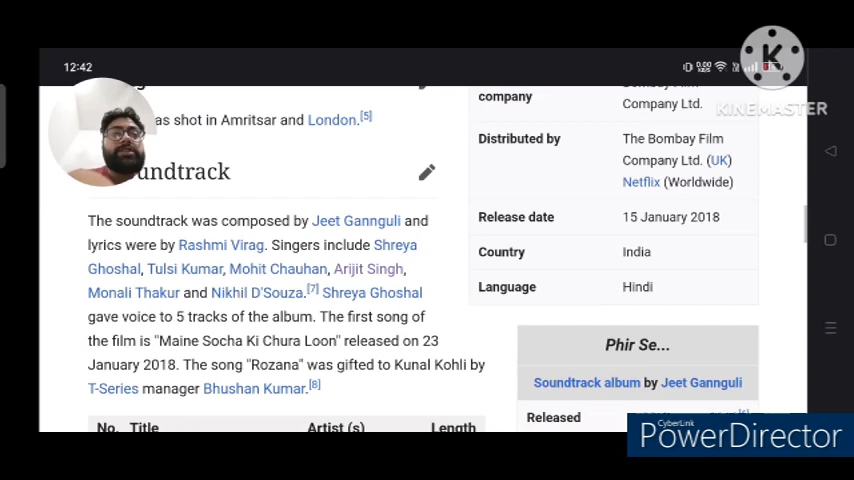 12:42
0.00
KINEMASTER
as shot in Amritsar and London.[5]
undtrack
The soundtrack was composed by Jeet Gannguli and
lyrics were by Rashmi Virag. Singers include Shreya
Ghoshal, Tulsi Kumar, Mohit Chauhan, Arijit Singh,
Monali Thakur and Nikhil D'Souza.[7] Shreya Ghoshal
gave voice to 5 tracks of the album. The first song of
the film is "Maine Socha Ki Chura Loon" released on 23
January 2018. The song "Rozana" was gifted to Kunal Kohli by
T-Series manager Bhushan Kumar.[8]
No. Title Artist (s) Length
company
Company Ltd.
Distributed by The Bombay Film
Company Ltd. (UK)
Netflix (Worldwide)
Release date 15 January 2018
Country India
Language Hindi
Phir Se...
Soundtrack album by Jeet Gannguli
Released
CyberLink
PowerDirector